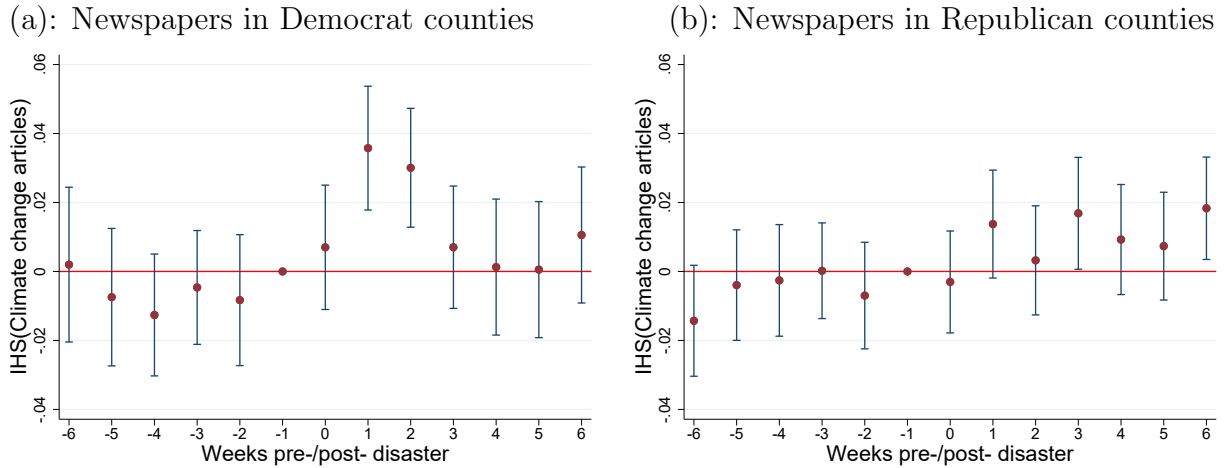 (a): Newspapers in Democrat counties
IHS(Climate change articles)
.06
.04
.02
0
-.02
-.04
-6 -5 -4 -3 -2 -1 0 1 2 3 4 5 6
Weeks pre-/post- disaster
(b): Newspapers in Republican counties
IHS(Climate change articles)
.06
.04
.02
0
-.02
-.04
-6 -5 -4 -3 -2 -1 0 1 2 3 4 5 6
Weeks pre-/post- disaster